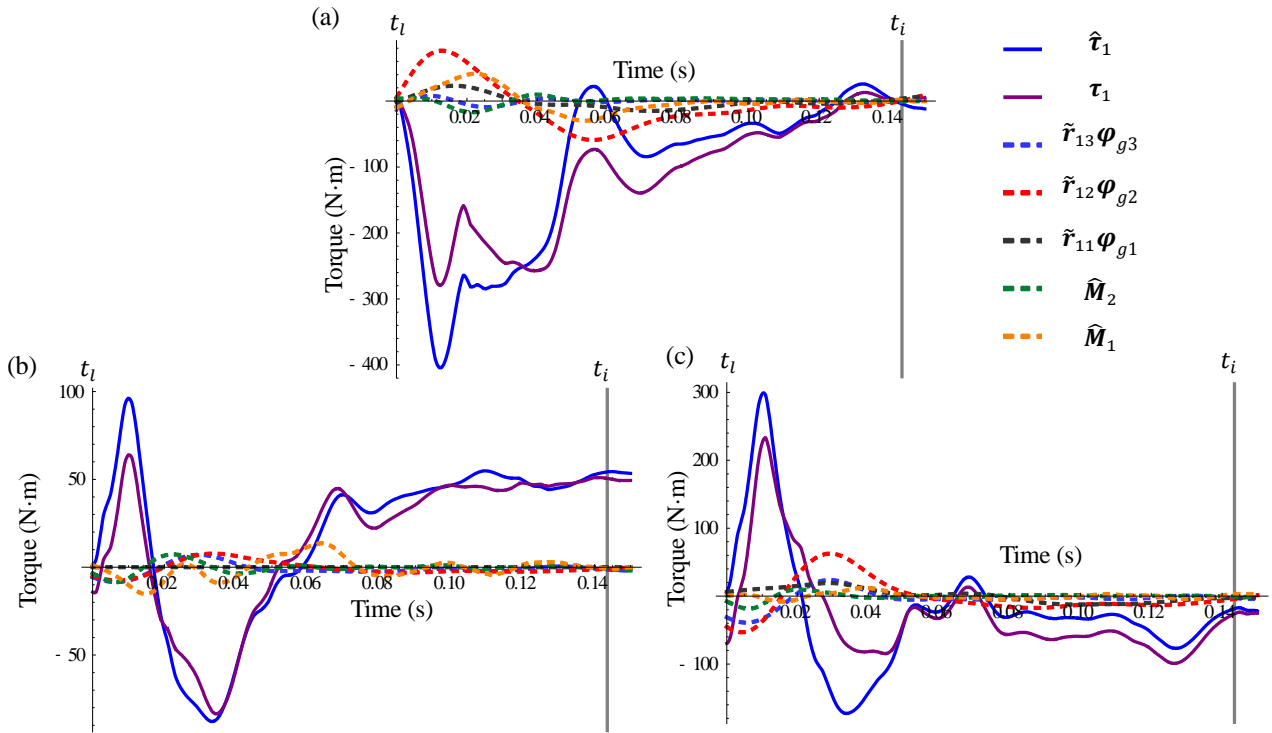 (a)
t_l
t_i
Time (s)
0.02 0.04 0.06 0.08 0.10 0.12 0.14
- 100
- 200
- 300
- 400
Torque (N·m)
τ̂₁
τ₁
r̃₁₃φ_g3
r̃₁₂φ_g2
r̃₁₁φ_g1
M̂₂
M̂₁
(b)
t_l
t_i
100
50
- 50
Torque (N·m)
0.02 0.04 0.06 0.08 0.10 0.12 0.14
Time (s)
(c)
t_l
t_i
300
200
100
- 100
Torque (N·m)
Time (s)
0.02 0.04 0.06 0.08 0.10 0.12 0.14